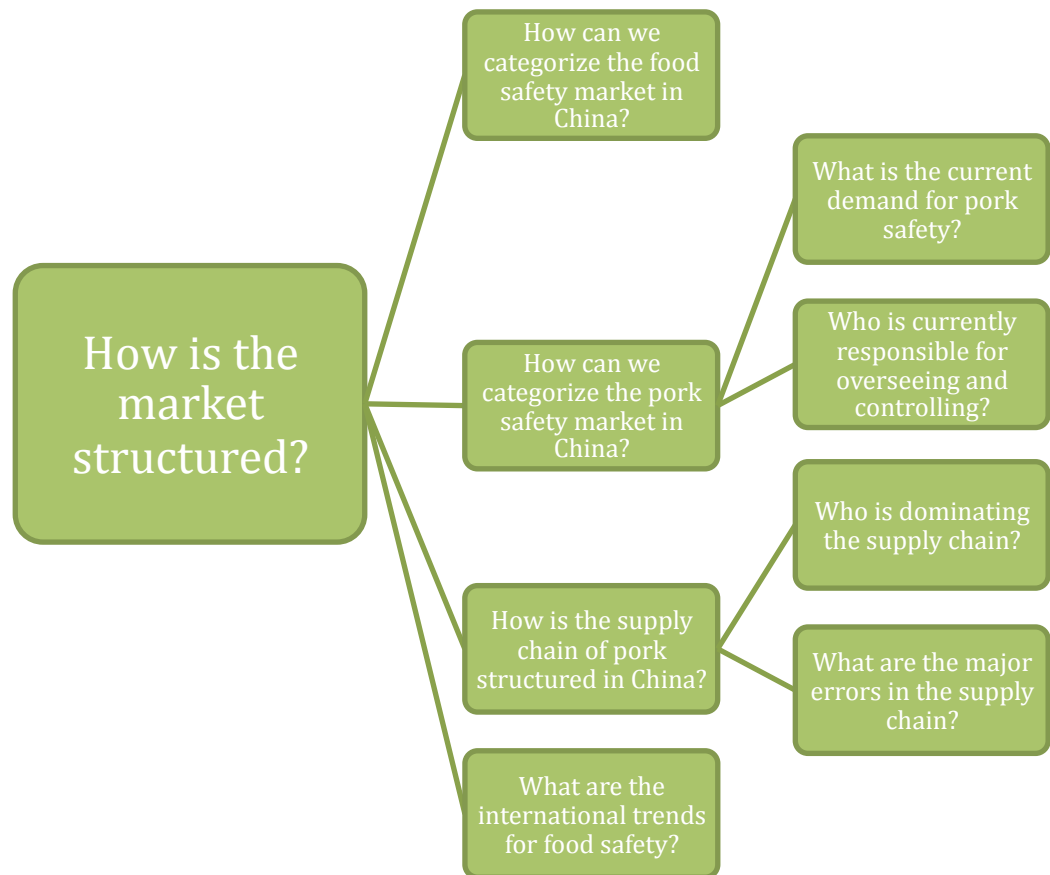 How is the
market
structured?
How can we
categorize the food
safety market in
China?
How can we
categorize the pork
safety market in
China?
What is the current
demand for pork
safety?
Who is currently
responsible for
overseeing and
controlling?
How is the supply
chain of pork
structured in China?
Who is dominating
the supply chain?
What are the major
errors in the supply
chain?
What are the
international trends
for food safety?